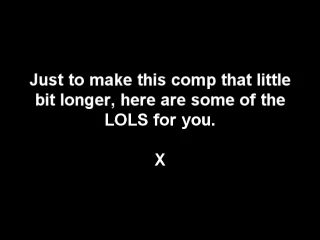 Just to make this comp that little
bit longer, here are some of the
LOLS for you.
X